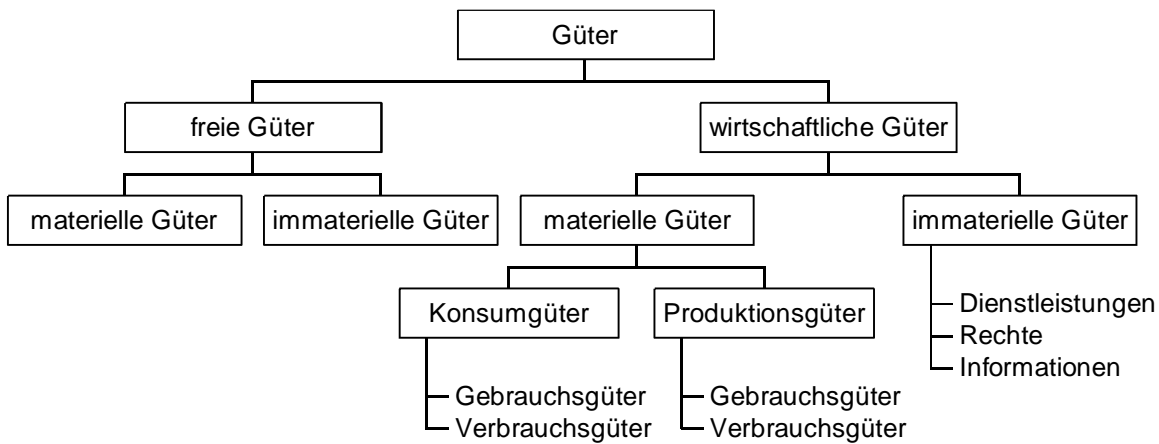 Güter
freie Güter
wirtschaftliche Güter
materielle Güter
immaterielle Güter
materielle Güter
immaterielle Güter
Konsumgüter
Produktionsgüter
Dienstleistungen
Rechte
Informationen
Gebrauchsgüter
Verbrauchsgüter
Gebrauchsgüter
Verbrauchsgüter